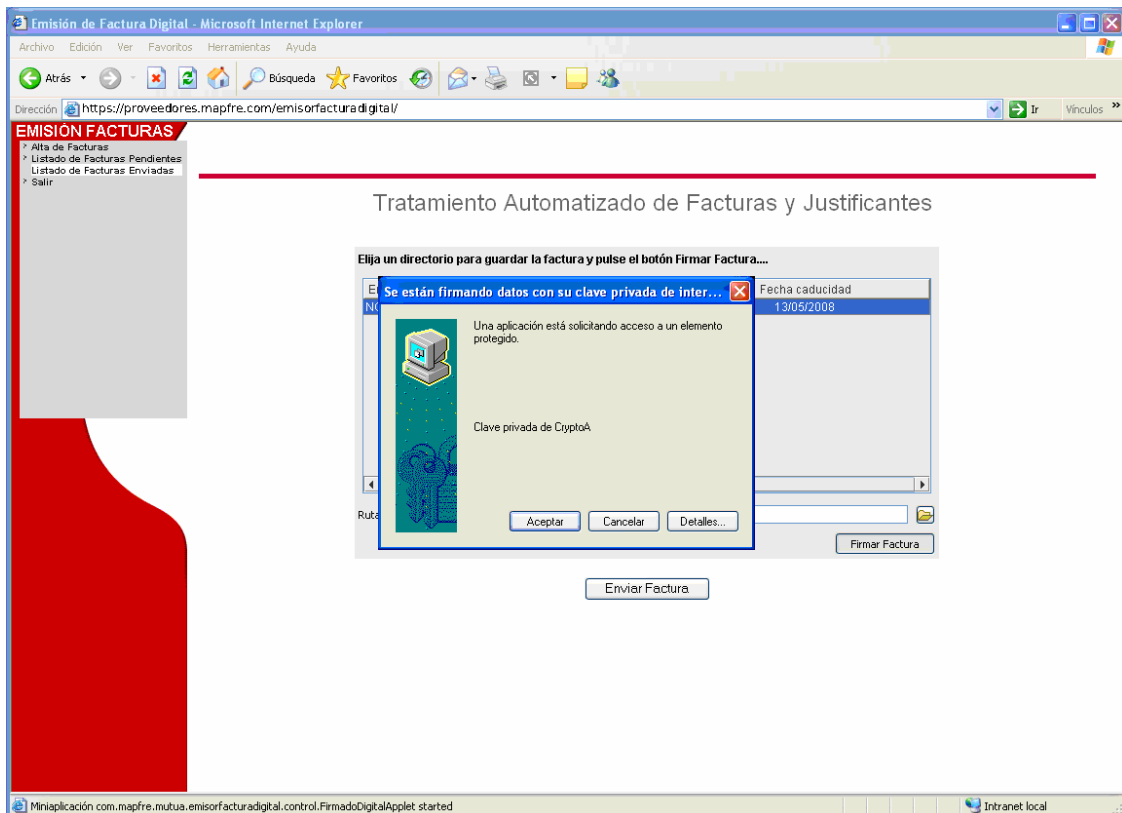 Emisión de Factura Digital - Microsoft Internet Explorer
Archivo Edición Ver Favoritos Herramientas Ayuda
Atrás Búsqueda Favoritos
Dirección https://proveedores.mapfre.com/emisorfacturadigital/ Ir Vínculos »
EMISIÓN FACTURAS
Alta de Facturas
Listado de Facturas Pendientes
Listado de Facturas Enviadas
Salir
Tratamiento Automatizado de Facturas y Justificantes
Elija un directorio para guardar la factura y pulse el botón Firmar Factura....
Fecha caducidad
13/05/2008
Se están firmando datos con su clave privada de inter...
Una aplicación está solicitando acceso a un elemento
protegido.
Clave privada de CryptoA
Aceptar Cancelar Detalles...
Ruta
Firmar Factura
Enviar Factura
Miniaplicación com.mapfre.mutua.emisorfacturadigital.control.FirmadoDigitalApplet started Intranet local